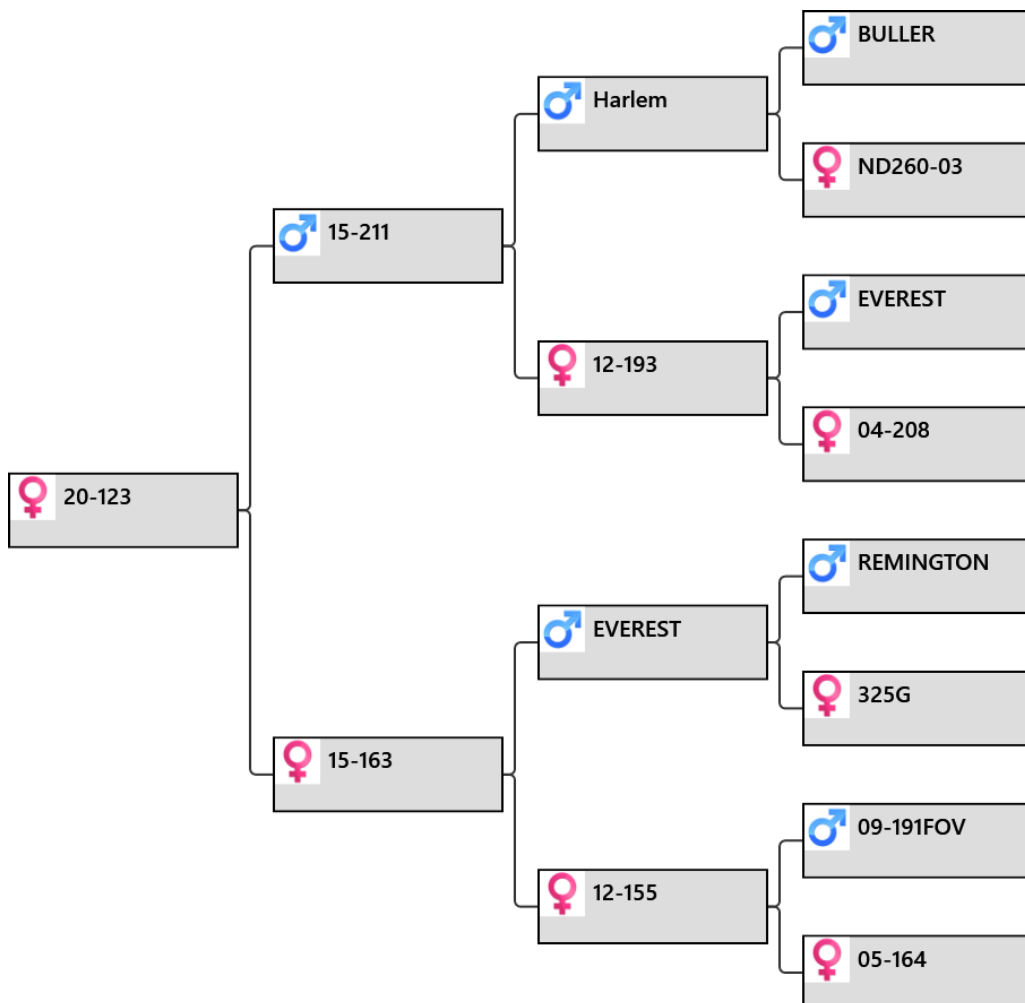 BULLER
Harlem
ND260-03
15-211
EVEREST
12-193
04-208
20-123
REMINGTON
EVEREST
325G
15-163
09-191FOV
12-155
05-164